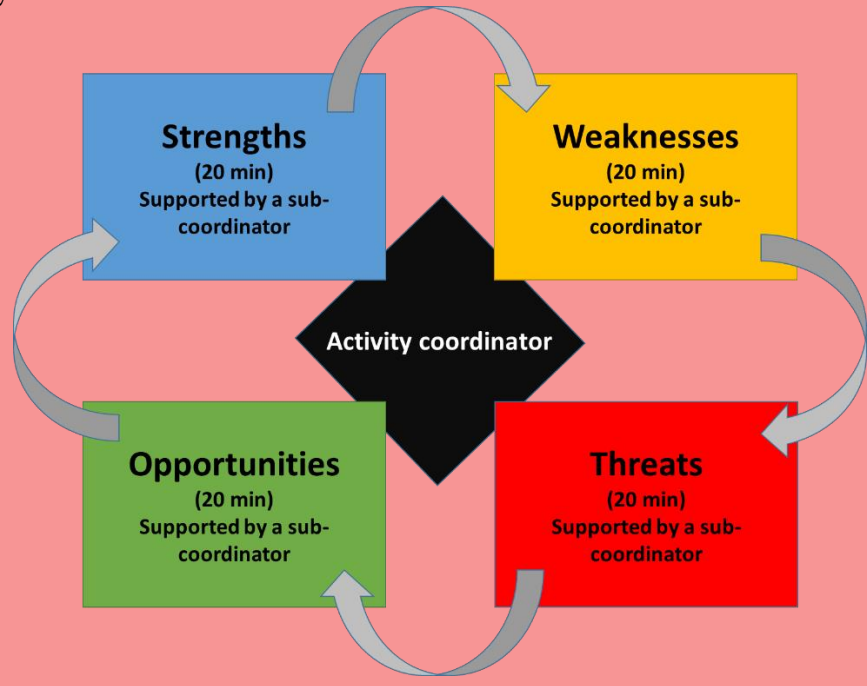 Strengths
(20 min)
Supported by a sub-
coordinator
Weaknesses
(20 min)
Supported by a sub-
coordinator
Activity coordinator
Opportunities
(20 min)
Supported by a sub-
coordinator
Threats
(20 min)
Supported by a sub-
coordinator